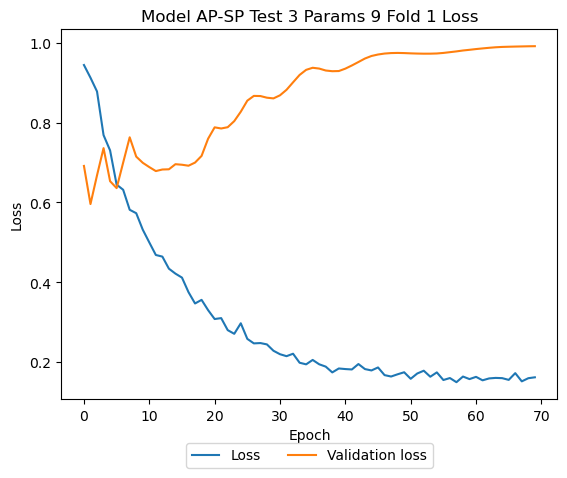 Model AP-SP Test 3 Params 9 Fold 1 Loss
1.0
0.8
0.6
0.4
0.2
Loss
0 10 20 30 40 50 60 70
Epoch
Loss Validation loss